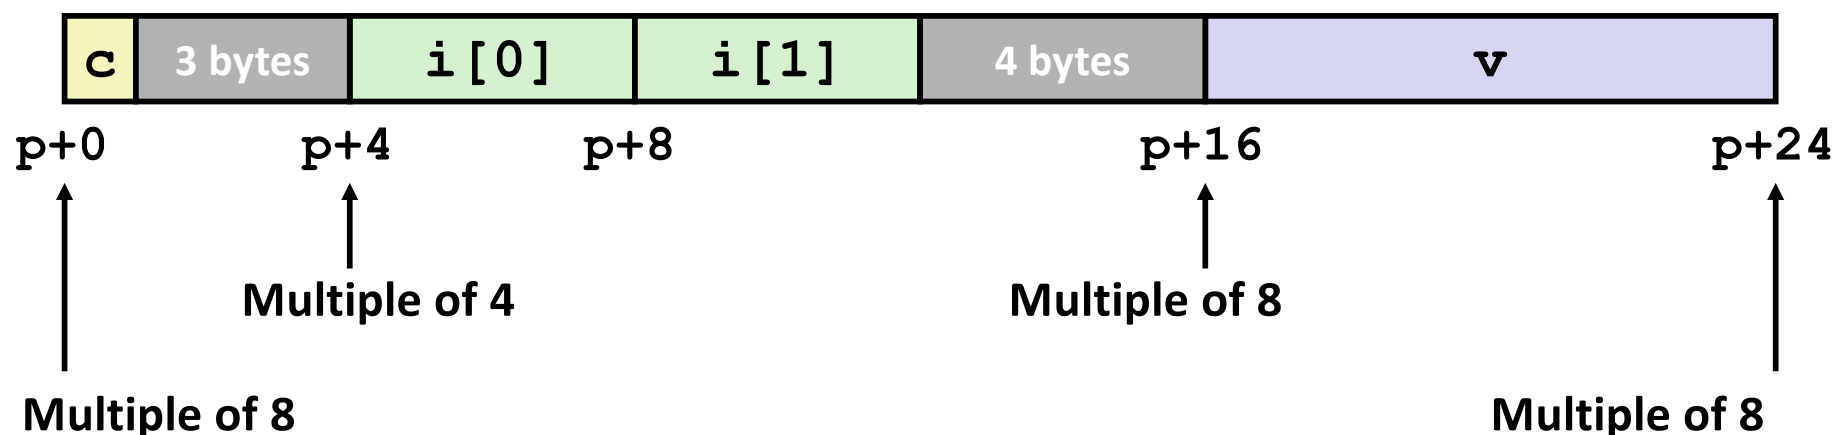 c 3 bytes i[0] i[1] 4 bytes v
p+0 p+4 p+8 p+16 p+24
Multiple of 4 Multiple of 8
Multiple of 8 Multiple of 8